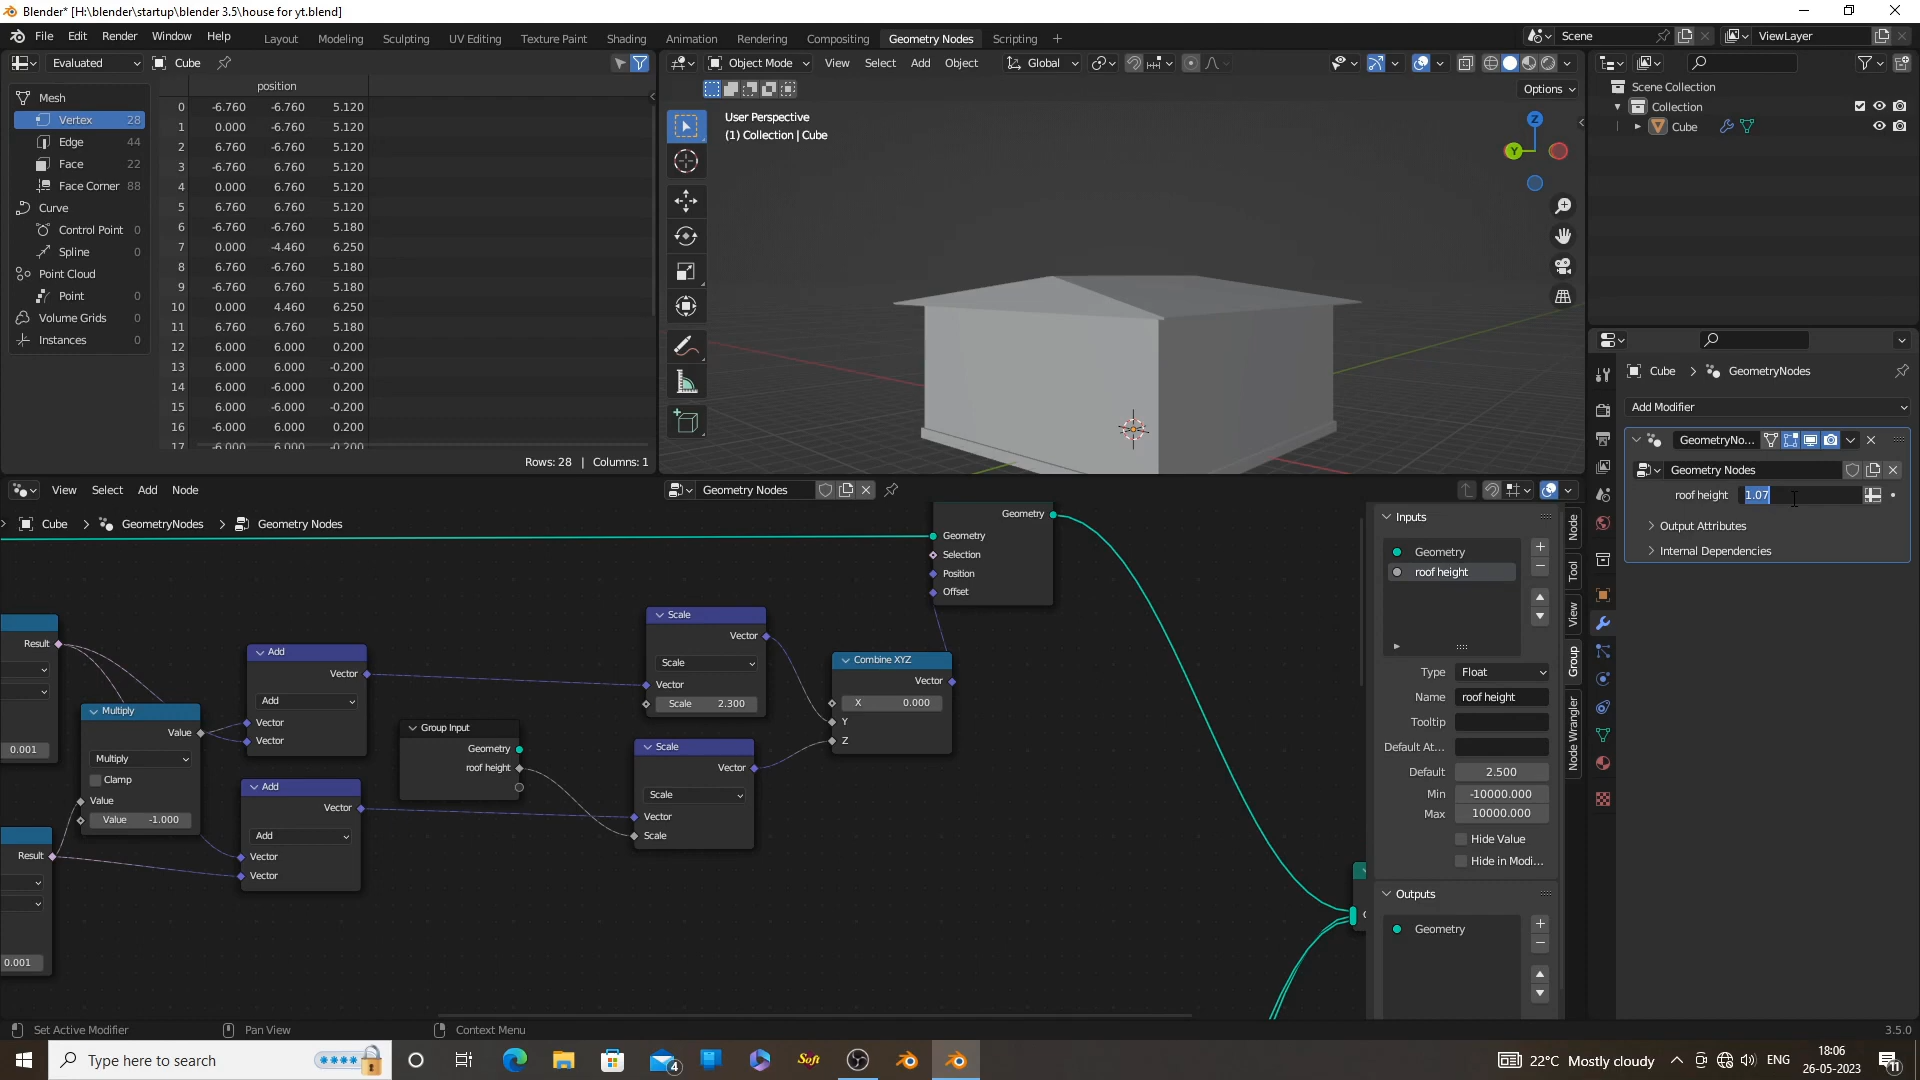 Blender* [H:\blender\startup\blender 3.5\house for yt.blend]
File Edit Render Window Help Layout Modeling Sculpting UV Editing Texture Paint Shading Animation Rendering Compositing Geometry Nodes Scripting + Scene ViewLayer
Evaluated Cube
Object Mode View Select Add Object Global
Options
position
Mesh
Vertex 28
Edge 44
Face 22
Face Corner 88
Curve
Control Point 0
Spline 0
Point Cloud
Point 0
Volume Grids
Instances 0
0 -6.760 -6.760 5.120
1 0.000 -6.760 5.120
2 6.760 -6.760 5.120
3 -6.760 6.760 5.120
4 0.000 6.760 5.120
5 6.760 6.760 5.120
6 -6.760 -6.760 5.180
7 0.000 -4.460 6.250
8 6.760 -6.760 5.180
9 -6.760 6.760 5.180
10 0.000 4.460 6.250
11 6.760 6.760 5.180
12 6.000 6.000 0.200
13 6.000 6.000 -0.200
14 6.000 -6.000 0.200
15 6.000 -6.000 -0.200
16 -6.000 6.000 0.200
17 -6.000 6.000 -0.200
Rows: 28 | Columns: 1
User Perspective
(1) Collection | Cube
Z
Y
Scene Collection
Collection
Cube
Cube GeometryNodes
Add Modifier
GeometryNo...
Geometry Nodes
roof height 1.07
Output Attributes
Internal Dependencies
View Select Add Node
Geometry Nodes
Cube GeometryNodes Geometry Nodes
Geometry
Geometry
Selection
Position
Offset
Result
0.001
Multiply
Value
Multiply
Clamp
Value
Value -1.000
Result
0.001
Add
Vector
Add
Vector
Vector
Add
Vector
Add
Vector
Vector
Group Input
Geometry
roof height
Scale
Vector
Scale
Vector
Scale 2.300
Scale
Vector
Scale
Vector
Scale
Combine XYZ
Vector
X 0.000
Y
Z
Inputs
Geometry
roof height
Type Float
Name roof height
Tooltip
Default At...
Default 2.500
Min -10000.000
Max 10000.000
Hide Value
Hide in Modi...
Outputs
Geometry
Node
Tool
View
Group
Node Wrangler
Set Active Modifier Pan View Context Menu 3.5.0
Type here to search
4
Soft
22°C Mostly cloudy ENG
18:06
26-05-2023
11